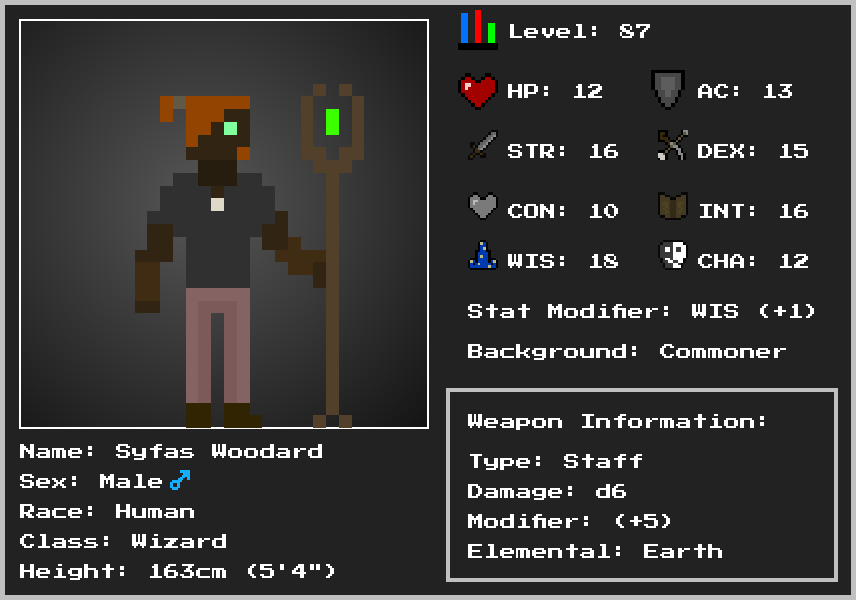 Level: 87
HP: 12 AC: 13
STR: 16 DEX: 15
CON: 10 INT: 16
WIS: 18 CHA: 12
Stat Modifier: WIS (+1)
Background: Commoner
Weapon Information:
Type: Staff
Damage: d6
Modifier: (+5)
Elemental: Earth
Name: Syfas Woodard
Sex: Male ♂
Race: Human
Class: Wizard
Height: 163cm (5'4")